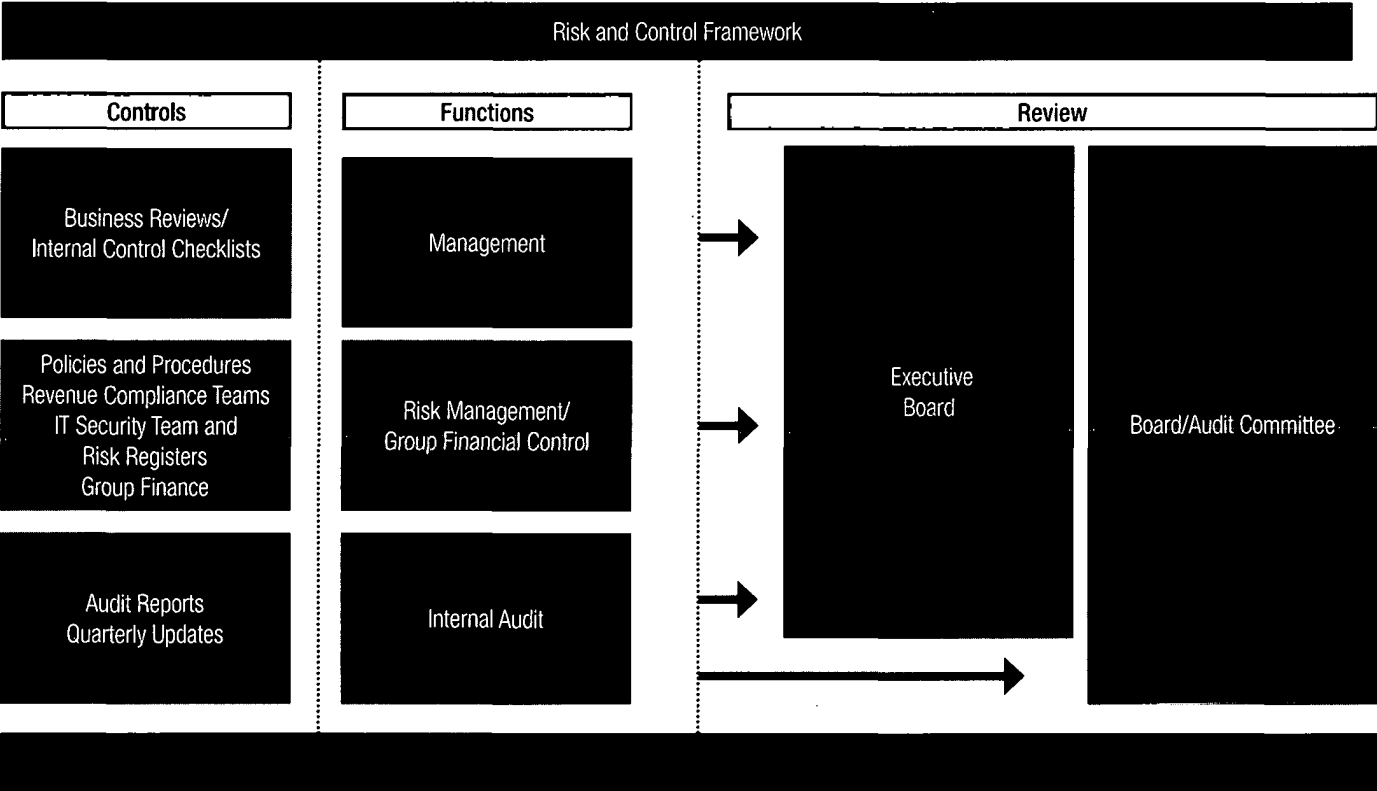 Risk and Control Framework
Controls
Functions
Review
Business Reviews/
Internal Control Checklists
Management
Policies and Procedures
Revenue Compliance Teams
IT Security Team and
Risk Registers
Group Finance
Risk Management/
Group Financial Control
Executive
Board
Board/Audit Committee
Audit Reports
Quarterly Updates
Internal Audit